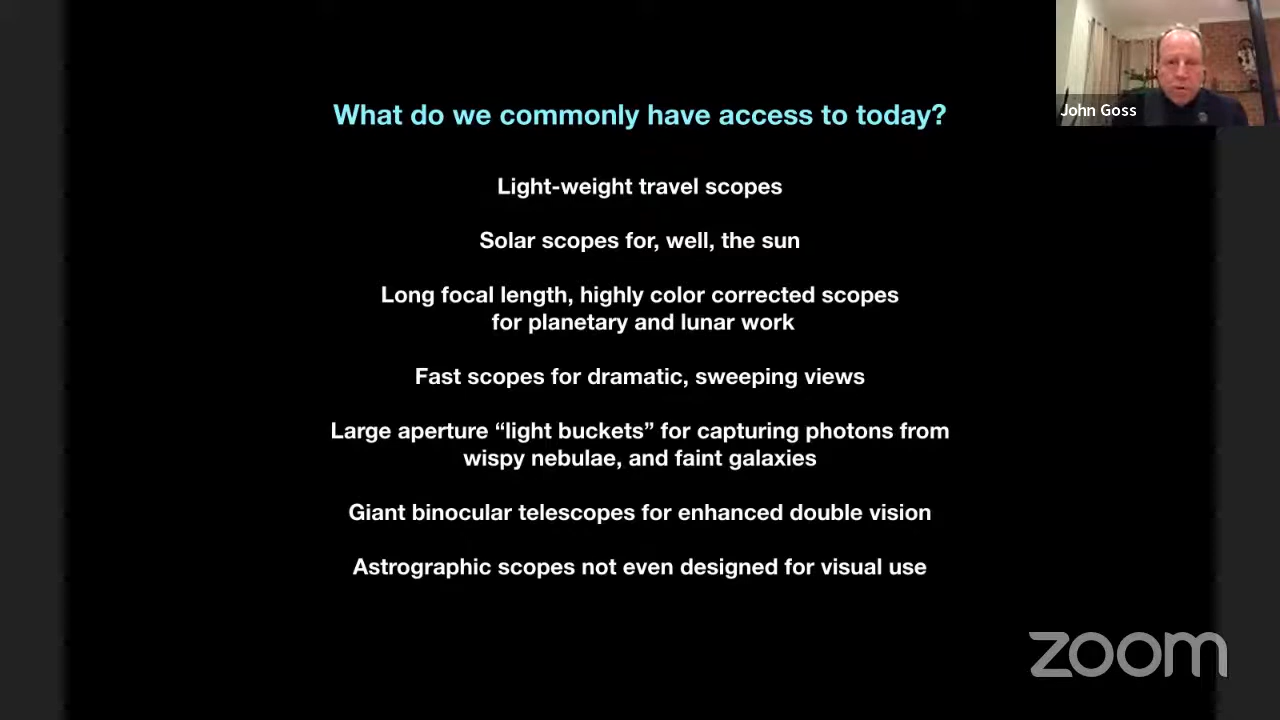 What do we commonly have access to today?
John Goss
Light-weight travel scopes
Solar scopes for, well, the sun
Long focal length, highly color corrected scopes
for planetary and lunar work
Fast scopes for dramatic, sweeping views
Large aperture “light buckets” for capturing photons from
wispy nebulae, and faint galaxies
Giant binocular telescopes for enhanced double vision
Astrographic scopes not even designed for visual use
zoom